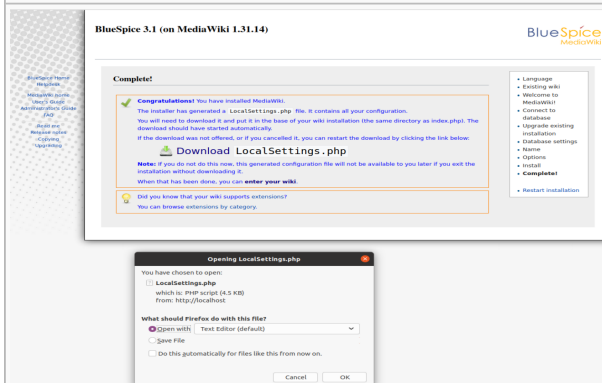 BlueSpice 3.1 (on MediaWiki 1.31.14)
BlueSpice
MediaWiki
BlueSpice Home
Helpdesk
MediaWiki home
User's Guide
Administrator's Guide
FAQ
Read me
Release notes
Copying
Upgrading
Complete!
Congratulations! You have installed MediaWiki.
The installer has generated a LocalSettings.php file. It contains all your configuration.
You will need to download it and put it in the base of your wiki installation (the same directory as index.php). The
download should have started automatically.
If the download was not offered, or if you cancelled it, you can restart the download by clicking the link below:
Download LocalSettings.php
Note: If you do not do this now, this generated configuration file will not be available to you later if you exit the
installation without downloading it.
When that has been done, you can enter your wiki.
Did you know that your wiki supports extensions?
You can browse extensions by category.
Language
Existing wiki
Welcome to
MediaWiki!
Connect to
database
Upgrade existing
installation
Database settings
Name
Options
Install
Complete!
Restart installation
Opening LocalSettings.php
You have chosen to open:
LocalSettings.php
which is: PHP script (4.5 KB)
from: http://localhost
What should Firefox do with this file?
Open with Text Editor (default)
Save File
Do this automatically for files like this from now on.
Cancel OK